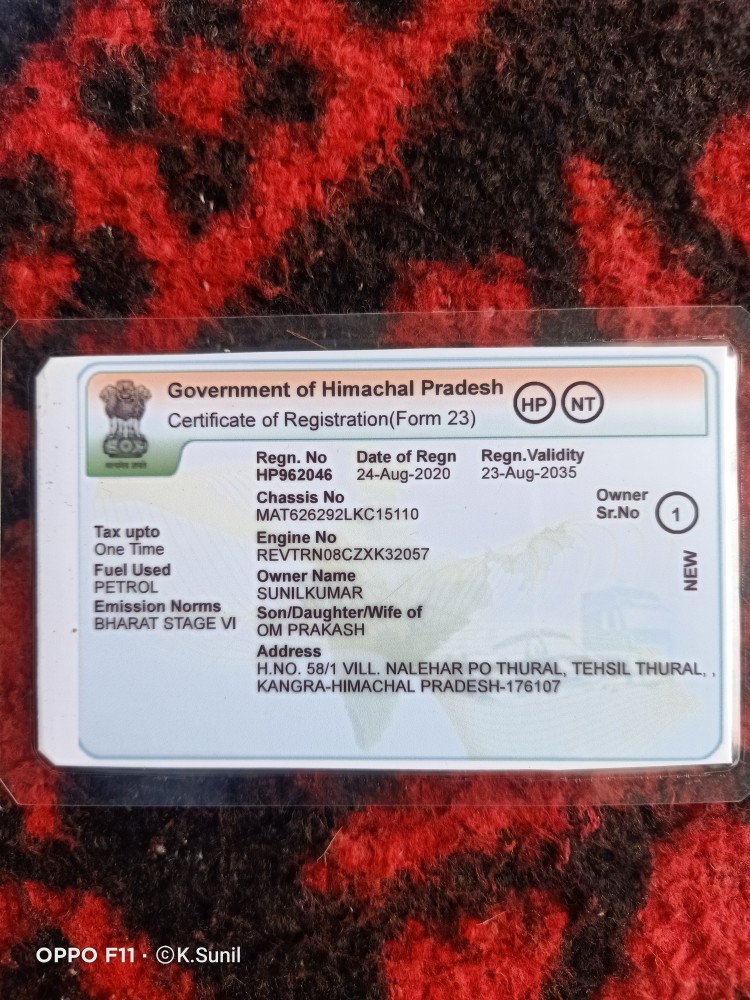 Government of Himachal Pradesh
Certificate of Registration(Form 23)
HP NT
Regn. No Date of Regn Regn.Validity
HP962046 24-Aug-2020 23-Aug-2035
Chassis No
MAT626292LKC15110
Owner
Sr.No 1
Tax upto
One Time
Engine No
REVTRN08CZXK32057
NEW
Fuel Used
PETROL
Owner Name
SUNILKUMAR
Emission Norms
BHARAT STAGE VI
Son/Daughter/Wife of
OM PRAKASH
Address
H.NO. 58/1 VILL. NALEHAR PO THURAL, TEHSIL THURAL, ,
KANGRA-HIMACHAL PRADESH-176107
OPPO F11 · ©K.Sunil